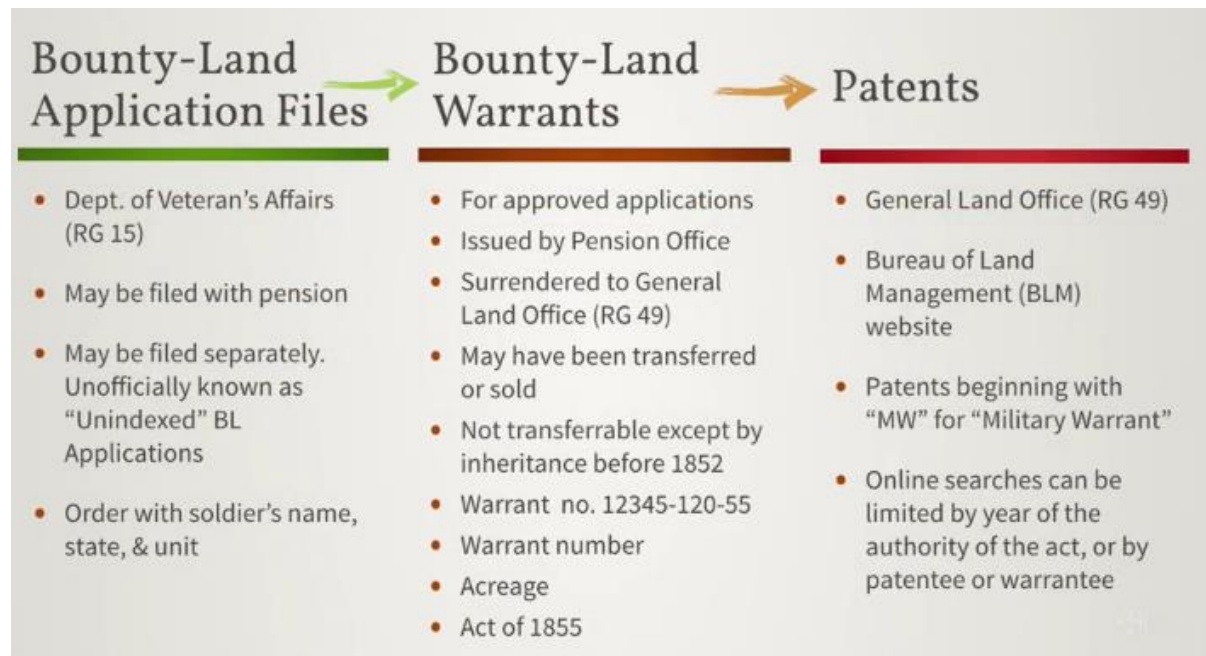 Bounty-Land
Application Files
Bounty-Land
Warrants
Patents
• Dept. of Veteran’s Affairs
(RG 15)
• May be filed with pension
• May be filed separately.
Unofficially known as
“Unindexed” BL
Applications
• Order with soldier’s name,
state, & unit
• For approved applications
• Issued by Pension Office
• Surrendered to General
Land Office (RG 49)
• May have been transferred
or sold
• Not transferrable except by
inheritance before 1852
• Warrant no. 12345-120-55
• Warrant number
• Acreage
• Act of 1855
• General Land Office (RG 49)
• Bureau of Land
Management (BLM)
website
• Patents beginning with
“MW” for “Military Warrant”
• Online searches can be
limited by year of the
authority of the act, or by
patentee or warrantee